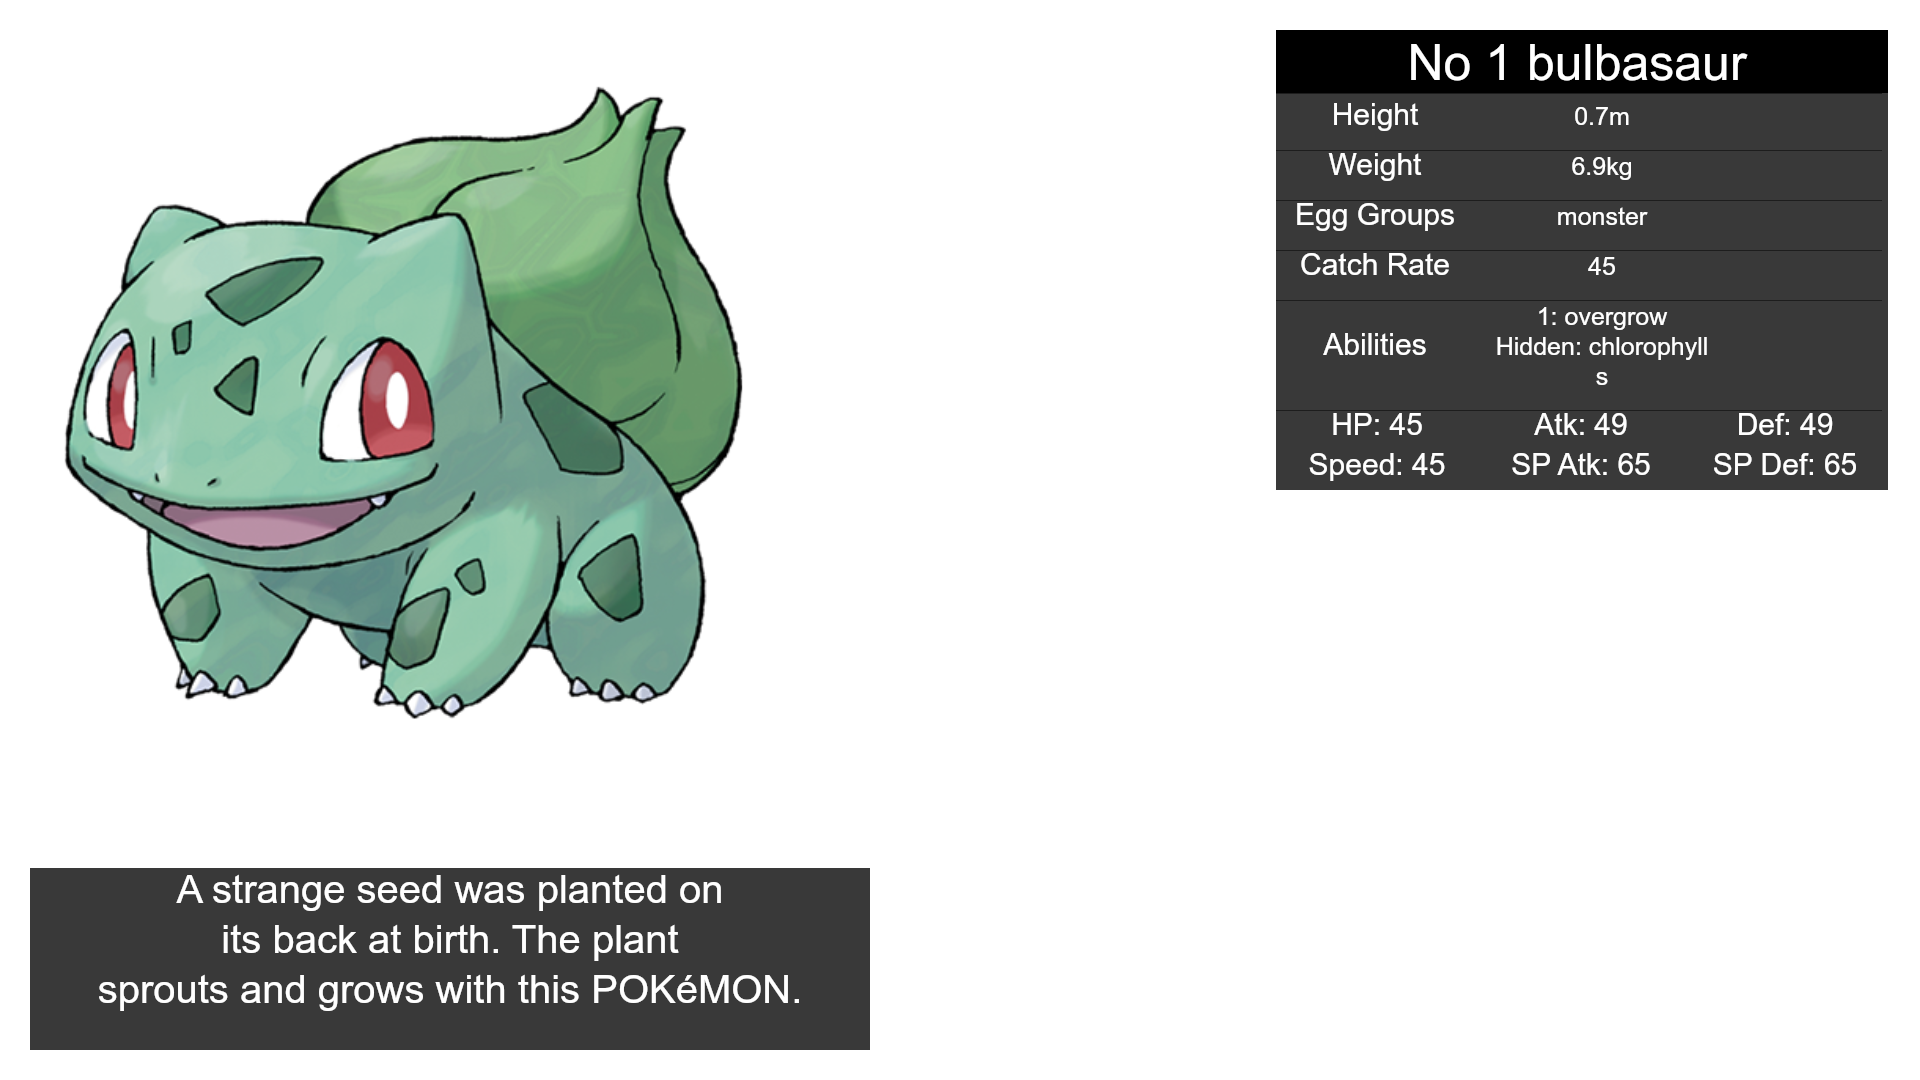 No 1 bulbasaur
Height 0.7m
Weight 6.9kg
Egg Groups monster
Catch Rate 45
Abilities
1: overgrow
Hidden: chlorophyll
s
HP: 45 Atk: 49 Def: 49
Speed: 45 SP Atk: 65 SP Def: 65
A strange seed was planted on
its back at birth. The plant
sprouts and grows with this POKéMON.